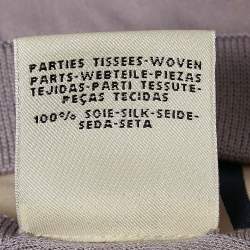 PARTIES TISSEES-WOVEN
PARTS-WEBTEILE-PIEZAS
TEJIDAS-PARTI TESSUTE-
PEÇAS TECIDAS
100% SOIE-SILK-SEIDE-
SEDA-SETA